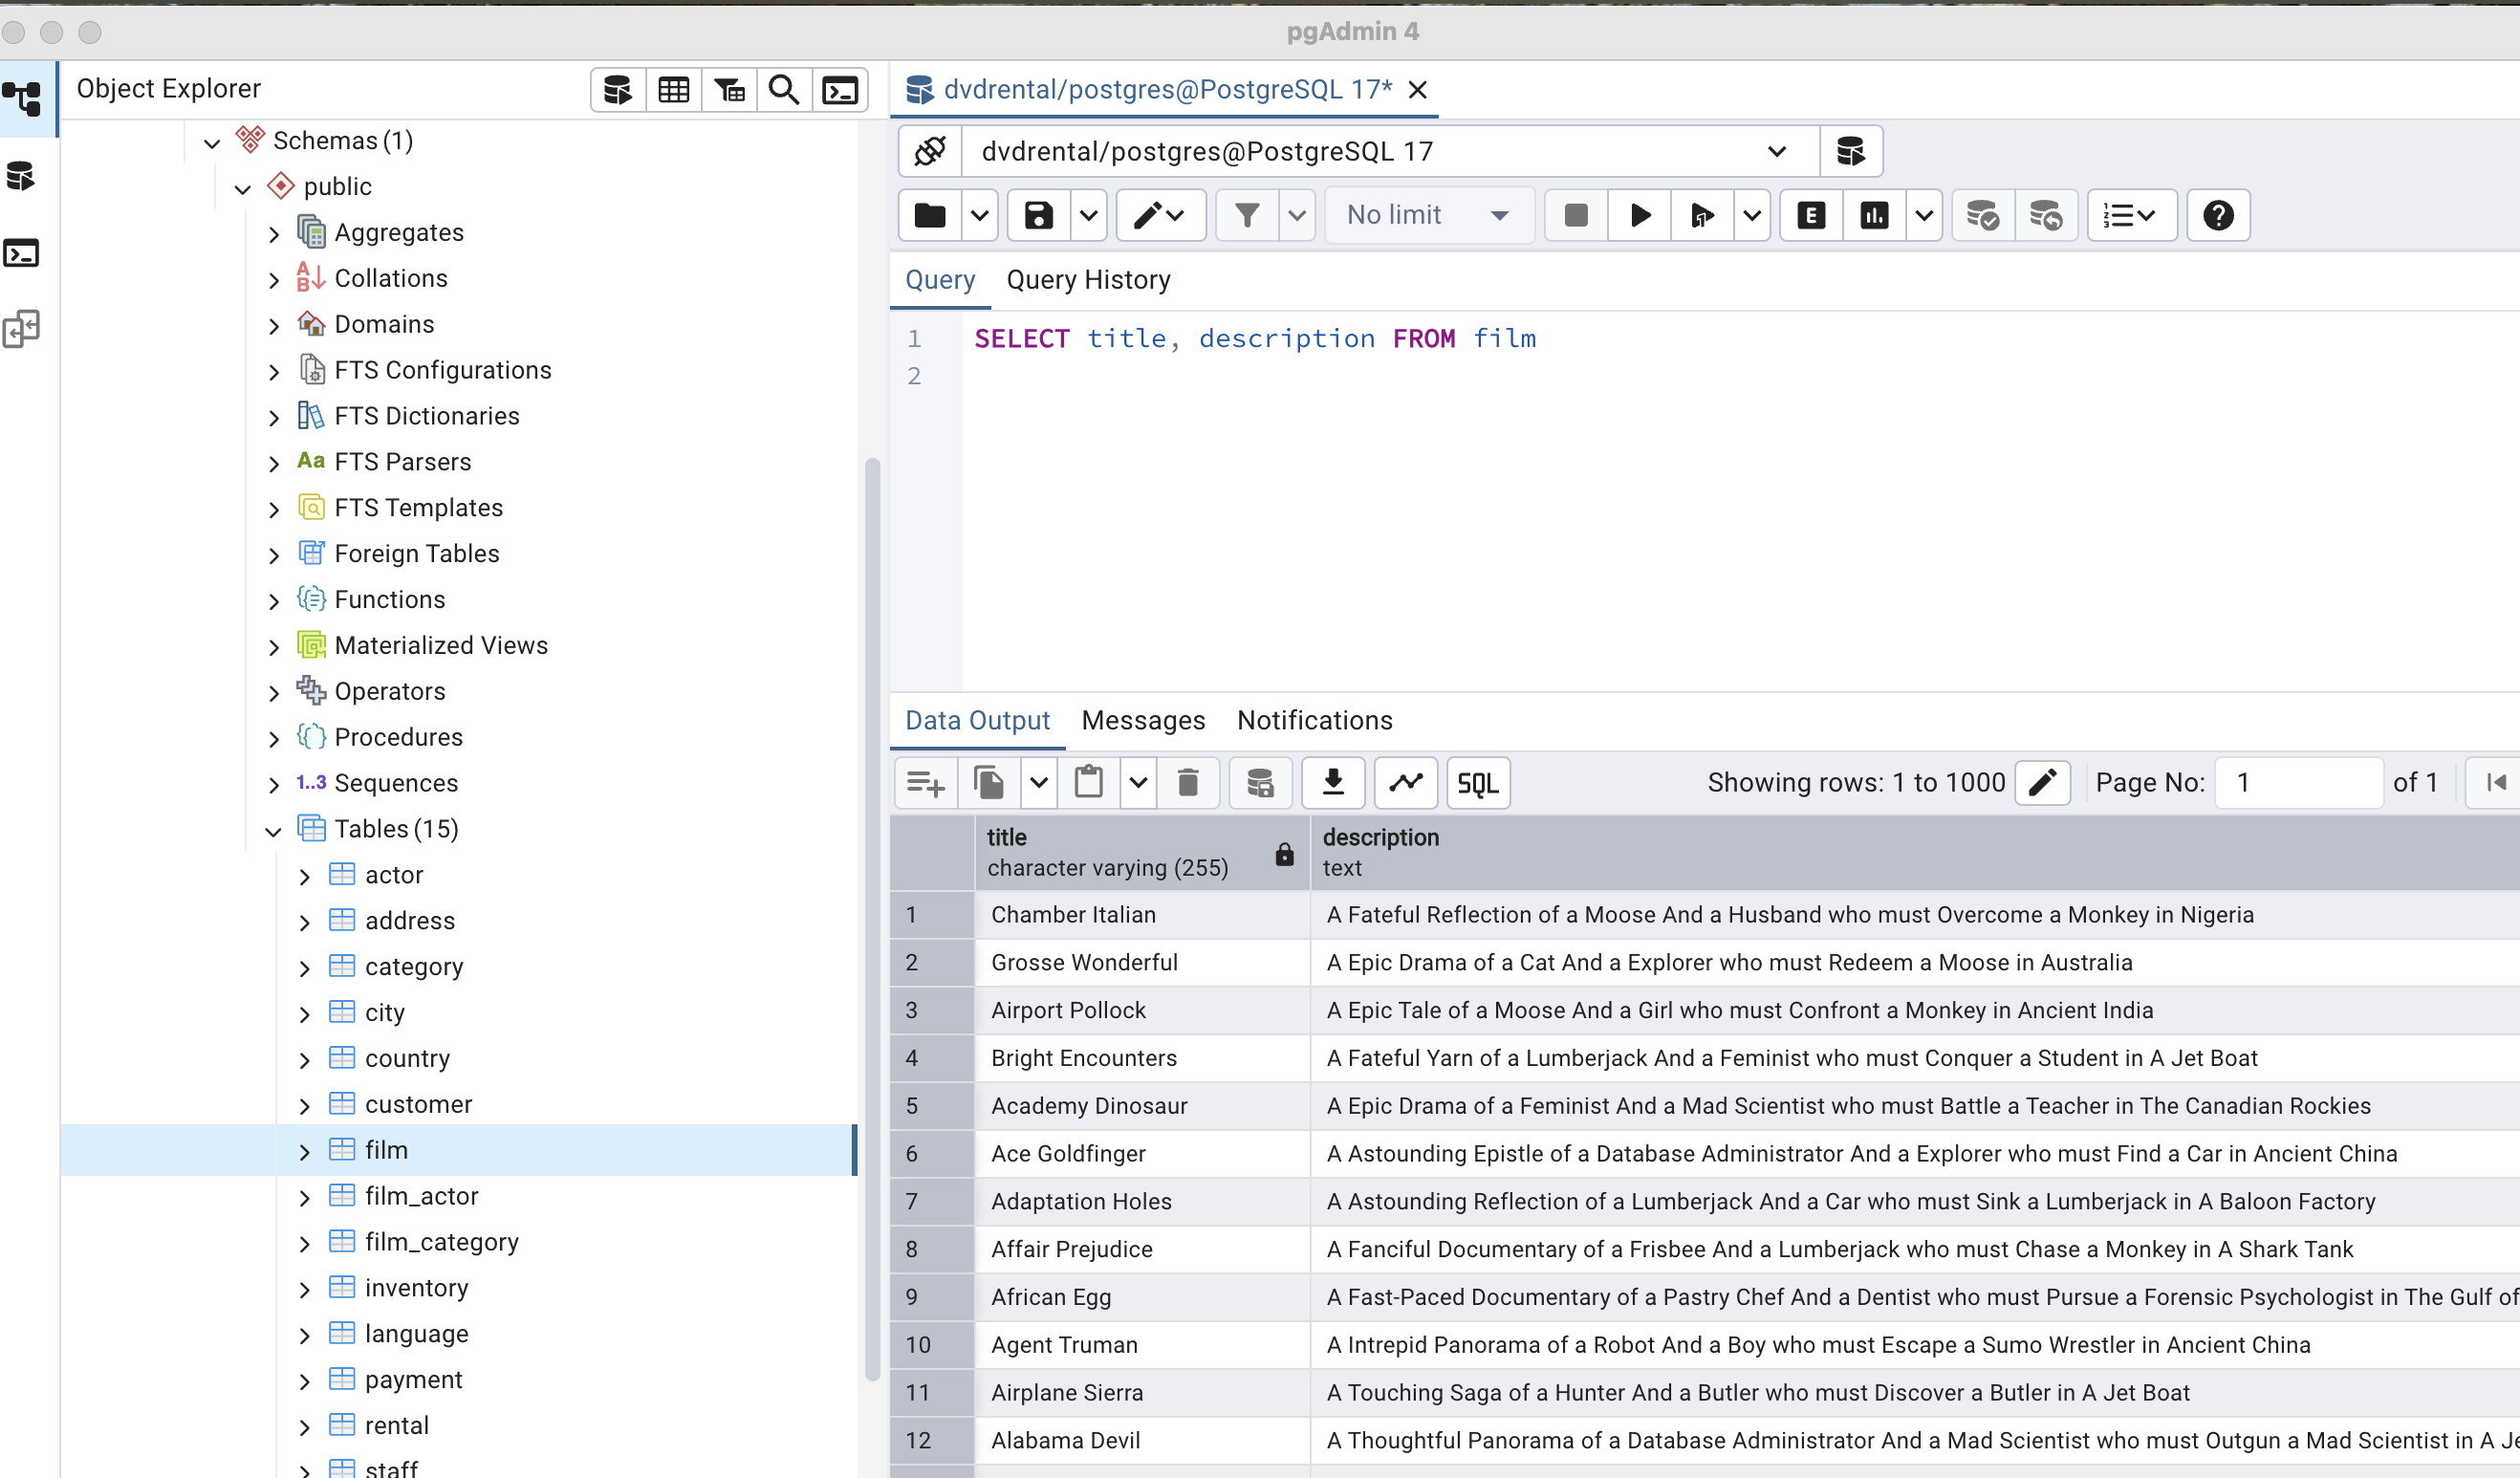 pgAdmin 4
Object Explorer
Schemas (1)
public
Aggregates
Collations
Domains
FTS Configurations
FTS Dictionaries
Aa FTS Parsers
FTS Templates
Foreign Tables
Functions
Materialized Views
Operators
Procedures
1..3 Sequences
Tables (15)
actor
address
category
city
country
customer
film
film_actor
film_category
inventory
language
payment
rental
staff
dvdrental/postgres@PostgreSQL 17*
dvdrental/postgres@PostgreSQL 17
No limit
E
Query Query History
1 SELECT title, description FROM film
2
Data Output Messages Notifications
SQL Showing rows: 1 to 1000 Page No: 1 of 1
title description
character varying (255) text
1 Chamber Italian A Fateful Reflection of a Moose And a Husband who must Overcome a Monkey in Nigeria
2 Grosse Wonderful A Epic Drama of a Cat And a Explorer who must Redeem a Moose in Australia
3 Airport Pollock A Epic Tale of a Moose And a Girl who must Confront a Monkey in Ancient India
4 Bright Encounters A Fateful Yarn of a Lumberjack And a Feminist who must Conquer a Student in A Jet Boat
5 Academy Dinosaur A Epic Drama of a Feminist And a Mad Scientist who must Battle a Teacher in The Canadian Rockies
6 Ace Goldfinger A Astounding Epistle of a Database Administrator And a Explorer who must Find a Car in Ancient China
7 Adaptation Holes A Astounding Reflection of a Lumberjack And a Car who must Sink a Lumberjack in A Baloon Factory
8 Affair Prejudice A Fanciful Documentary of a Frisbee And a Lumberjack who must Chase a Monkey in A Shark Tank
9 African Egg A Fast-Paced Documentary of a Pastry Chef And a Dentist who must Pursue a Forensic Psychologist in The Gulf of
10 Agent Truman A Intrepid Panorama of a Robot And a Boy who must Escape a Sumo Wrestler in Ancient China
11 Airplane Sierra A Touching Saga of a Hunter And a Butler who must Discover a Butler in A Jet Boat
12 Alabama Devil A Thoughtful Panorama of a Database Administrator And a Mad Scientist who must Outgun a Mad Scientist in A